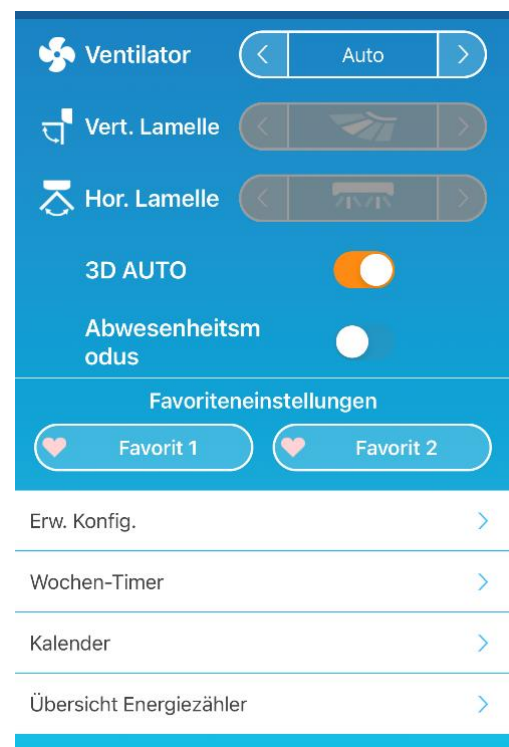 Ventilator
Auto
Vert. Lamelle
Hor. Lamelle
3D AUTO
Abwesenheitsm
odus
Favoriteneinstellungen
Favorit 1
Favorit 2
Erw. Konfig.
Wochen-Timer
Kalender
Übersicht Energiezähler